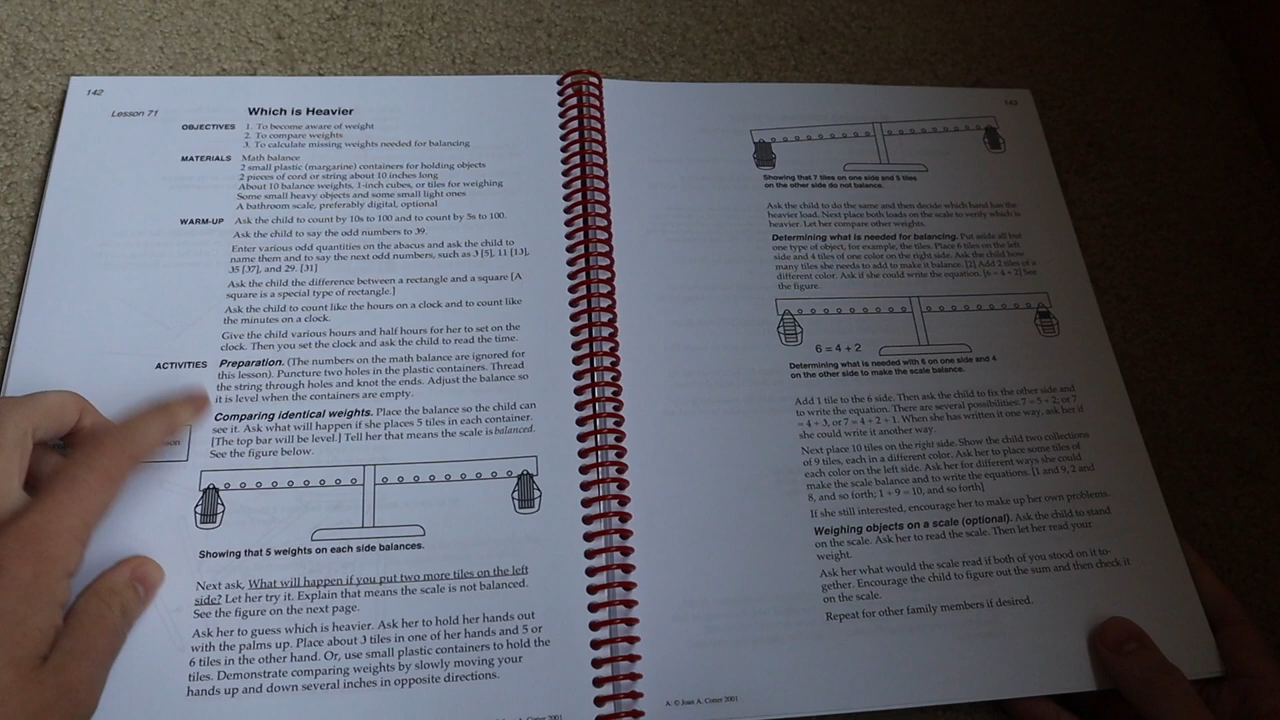 142
Lesson 71
Which is Heavier
OBJECTIVES
1. To become aware of weight
2. To compare weights
3. To calculate missing weights needed for balancing
MATERIALS
Math balance
2 small plastic (margarine) containers for holding objects
2 pieces of cord or string about 10 inches long
About 10 balance weights, 1-inch cubes, or tiles for weighing
Some small heavy objects and some small light ones
A bathroom scale, preferably digital, optional
WARM-UP
Ask the child to count by 10s to 100 and to count by 5s to 100.
Ask the child to say the odd numbers to 39.
Enter various odd quantities on the abacus and ask the child to
name them and to say the next odd numbers, such as 3 [5], 11 [13],
35 [37], and 29. [31]
Ask the child the difference between a rectangle and a square [A
square is a special type of rectangle.]
Ask the child to count like the hours on a clock and to count like
the minutes on a clock.
Give the child various hours and half hours for her to set on the
clock. Then you set the clock and ask the child to read the time.
ACTIVITIES
Preparation. (The numbers on the math balance are ignored for
this lesson). Puncture two holes in the plastic containers. Thread
the string through holes and knot the ends. Adjust the balance so
it is level when the containers are empty.
Comparing identical weights. Place the balance so the child can
see it. Ask what will happen if she places 5 tiles in each container.
[The top bar will be level.] Tell her that means the scale is balanced.
See the figure below.
Showing that 5 weights on each side balances.
Next ask, What will happen if you put two more tiles on the left
side? Let her try it. Explain that means the scale is not balanced.
See the figure on the next page.
Ask her to guess which is heavier. Ask her to hold her hands out
with the palms up. Place about 3 tiles in one of her hands and 5 or
6 tiles in the other hand. Or, use small plastic containers to hold the
tiles. Demonstrate comparing weights by slowly moving your
hands up and down several inches in opposite directions.
Joan A. Cotter 2001
143
Showing that 7 tiles on one side and 5 tiles
on the other side do not balance.
Ask the child to do the same and then decide which hand has the
heavier load. Next place both loads on the scale to verify which is
heavier. Let her compare other weights.
Determining what is needed for balancing. Put aside all but
one type of object, for example, the tiles. Place 6 tiles on the left
side and 4 tiles of one color on the right side. Ask the child how
many tiles she needs to add to make it balance. [2] Add 2 tiles of a
different color. Ask if she could write the equation. [6 = 4 + 2] See
the figure.
6 = 4 + 2
Determining what is needed with 6 on one side and 4
on the other side to make the scale balance.
Add 1 tile to the 6 side. Then ask the child to fix the other side and
to write the equation. There are several possibilities: 7 = 5 + 2; or 7
= 4 + 3, or 7 = 4 + 2 + 1. When she has written it one way, ask her if
she could write it another way.
Next place 10 tiles on the right side. Show the child two collections
of 9 tiles, each in a different color. Ask her to place some tiles of
each color on the left side. Ask her for different ways she could
make the scale balance and to write the equations. [1 and 9, 2 and
8, and so forth; 1 + 9 = 10, and so forth]
If she still interested, encourage her to make up her own problems.
Weighing objects on a scale (optional). Ask the child to stand
on the scale. Ask her to read the scale. Then let her read your
weight.
Ask her what would the scale read if both of you stood on it to-
gether. Encourage the child to figure out the sum and then check it
on the scale.
Repeat for other family members if desired.
A. © Joan A. Cotter 2001